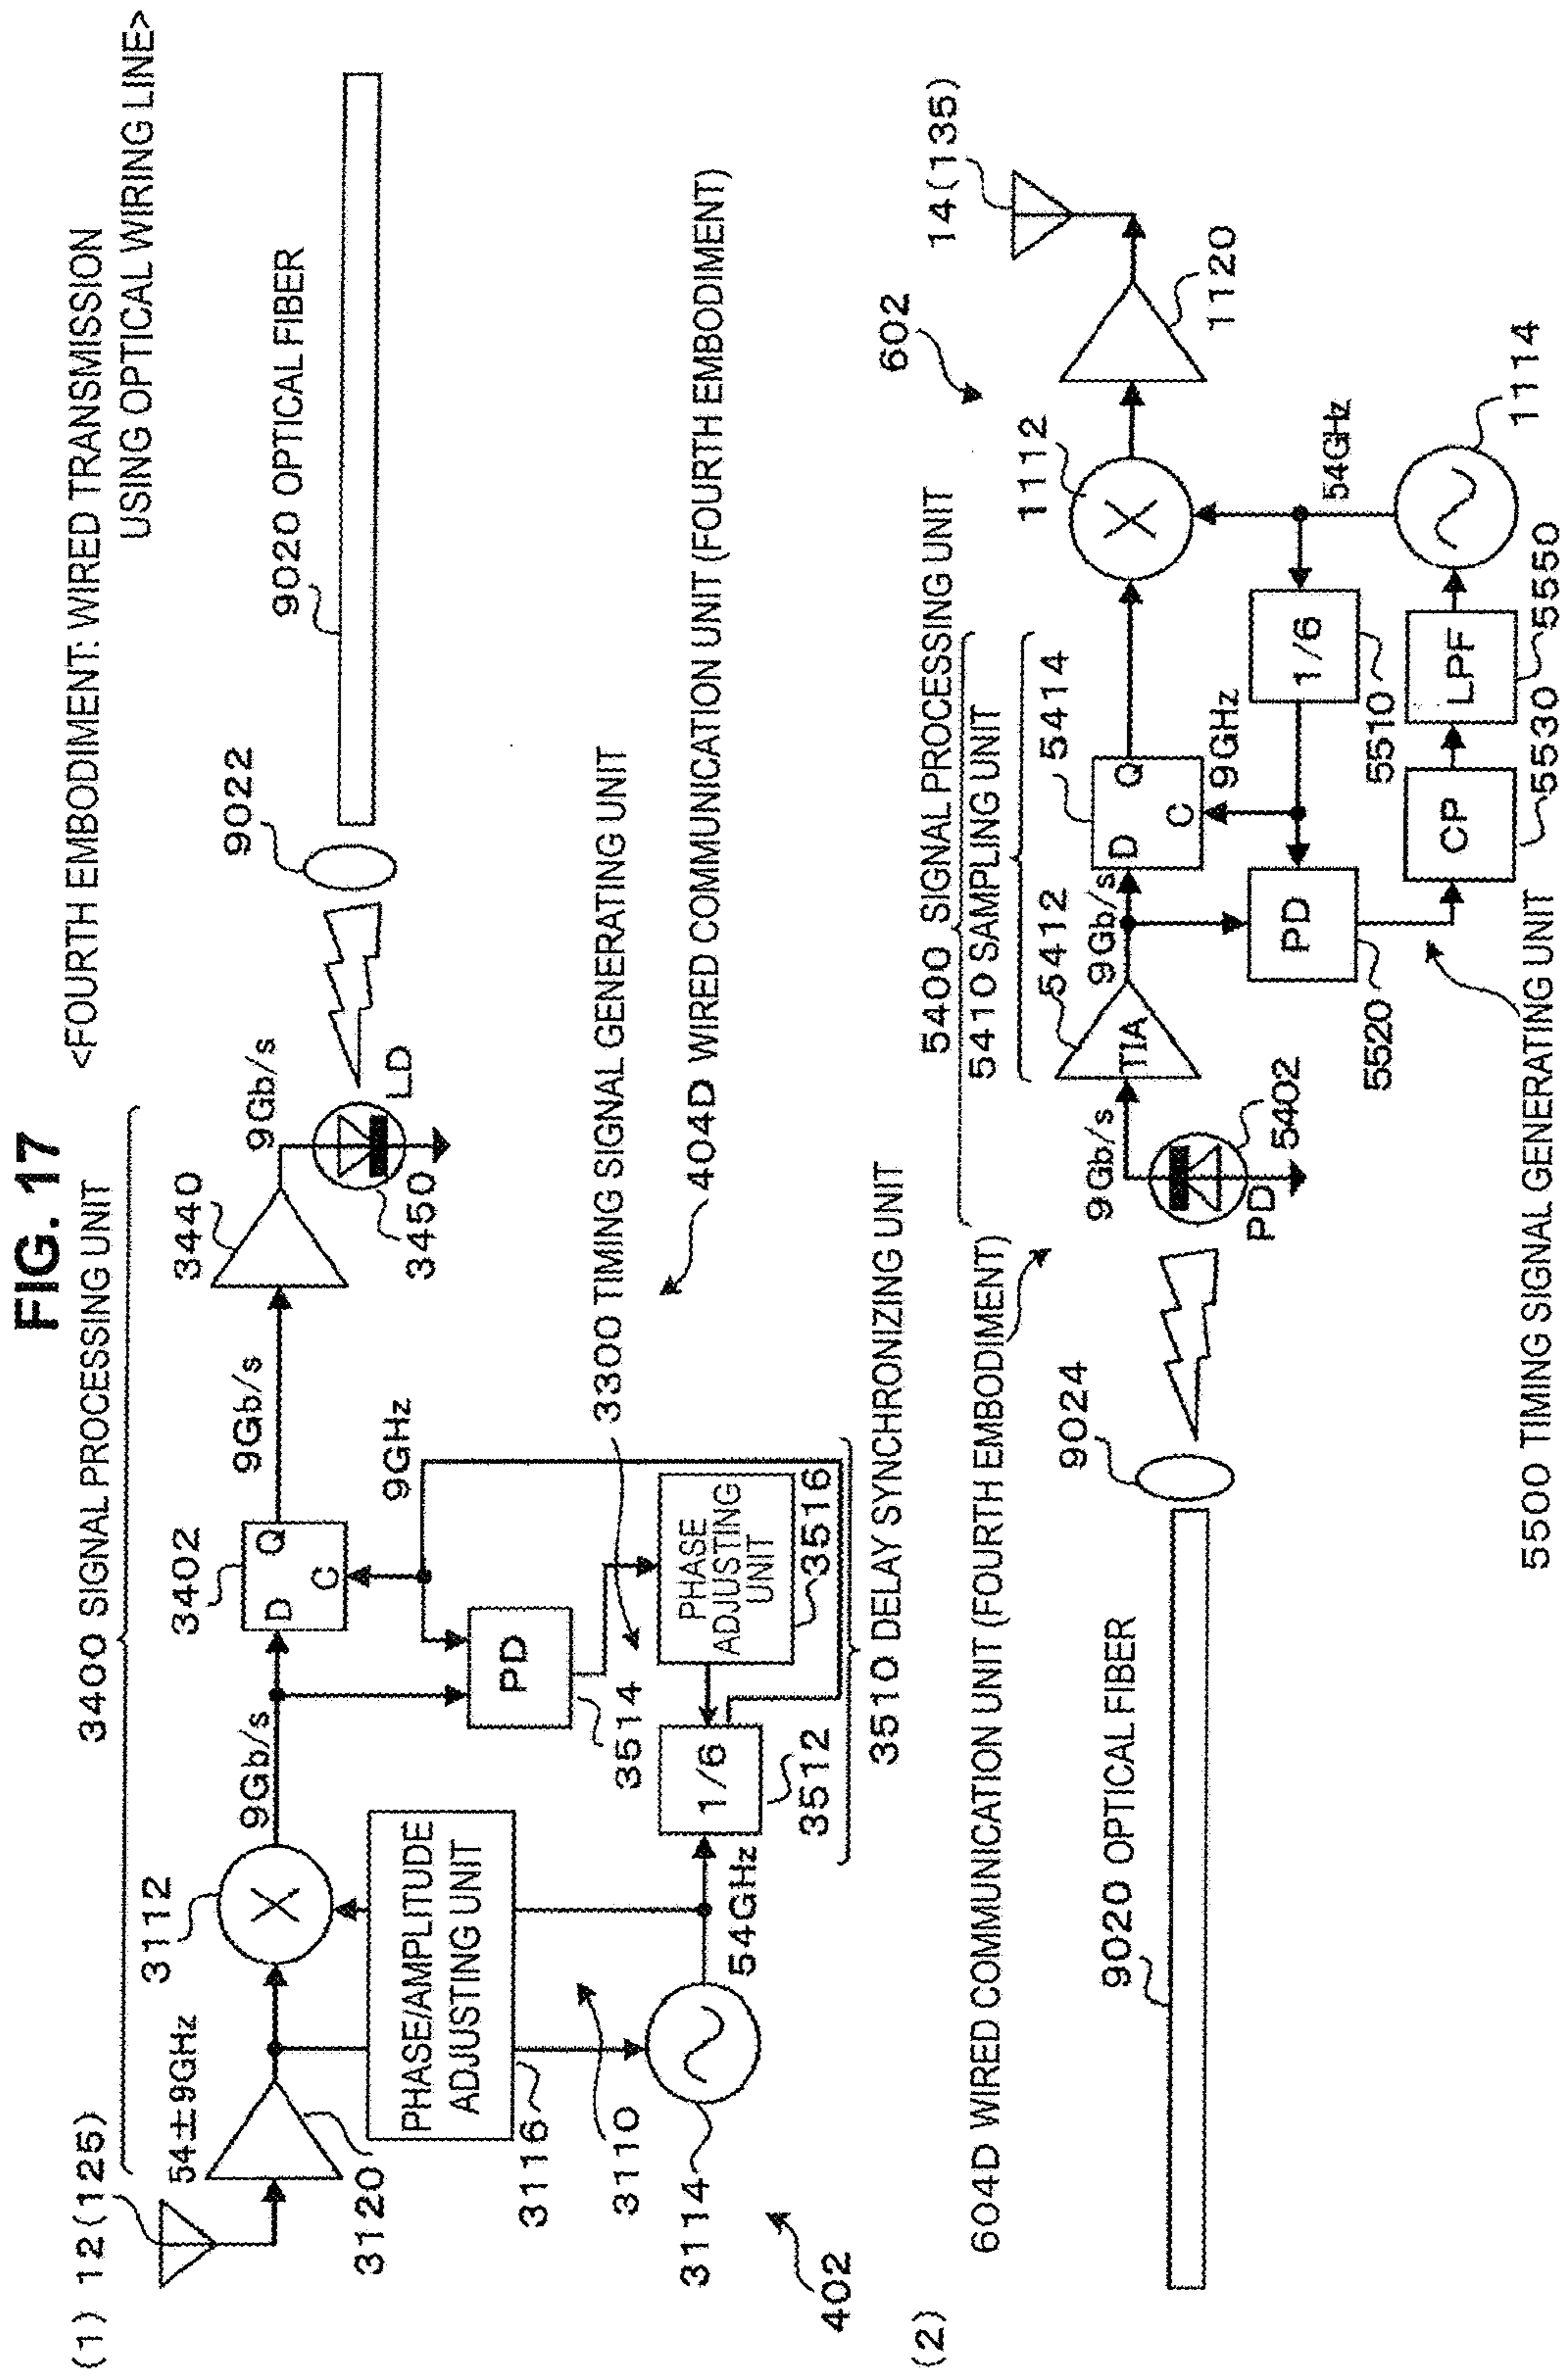 FIG. 17
<FOURTH EMBODIMENT: WIRED TRANSMISSION
USING OPTICAL WIRING LINE>
(1)
12(125)
3400 SIGNAL PROCESSING UNIT
54±9GHz
3120
3112
9Gb/s
3402
D
Q
C
9Gb/s
3440
9Gb/s
LD
3450
9022
9020 OPTICAL FIBER
PHASE/AMPLITUDE
ADJUSTING UNIT
3116
3110
3114
54GHz
402
PD
3514
9GHz
PHASE
ADJUSTING
UNIT
3516
1/6
3512
3510 DELAY SYNCHRONIZING UNIT
3300 TIMING SIGNAL GENERATING UNIT
404D WIRED COMMUNICATION UNIT (FOURTH EMBODIMENT)
(2)
604D WIRED COMMUNICATION UNIT (FOURTH EMBODIMENT)
9020 OPTICAL FIBER
9024
PD
5402
9Gb/s
5400 SIGNAL PROCESSING UNIT
5410 SAMPLING UNIT
5412
TIA
9Gb/s
5414
D
Q
C
9GHz
PD
5520
1/6
5510
CP
5530
LPF
5550
1112
54GHz
1114
602
1120
14(135)
5500 TIMING SIGNAL GENERATING UNIT